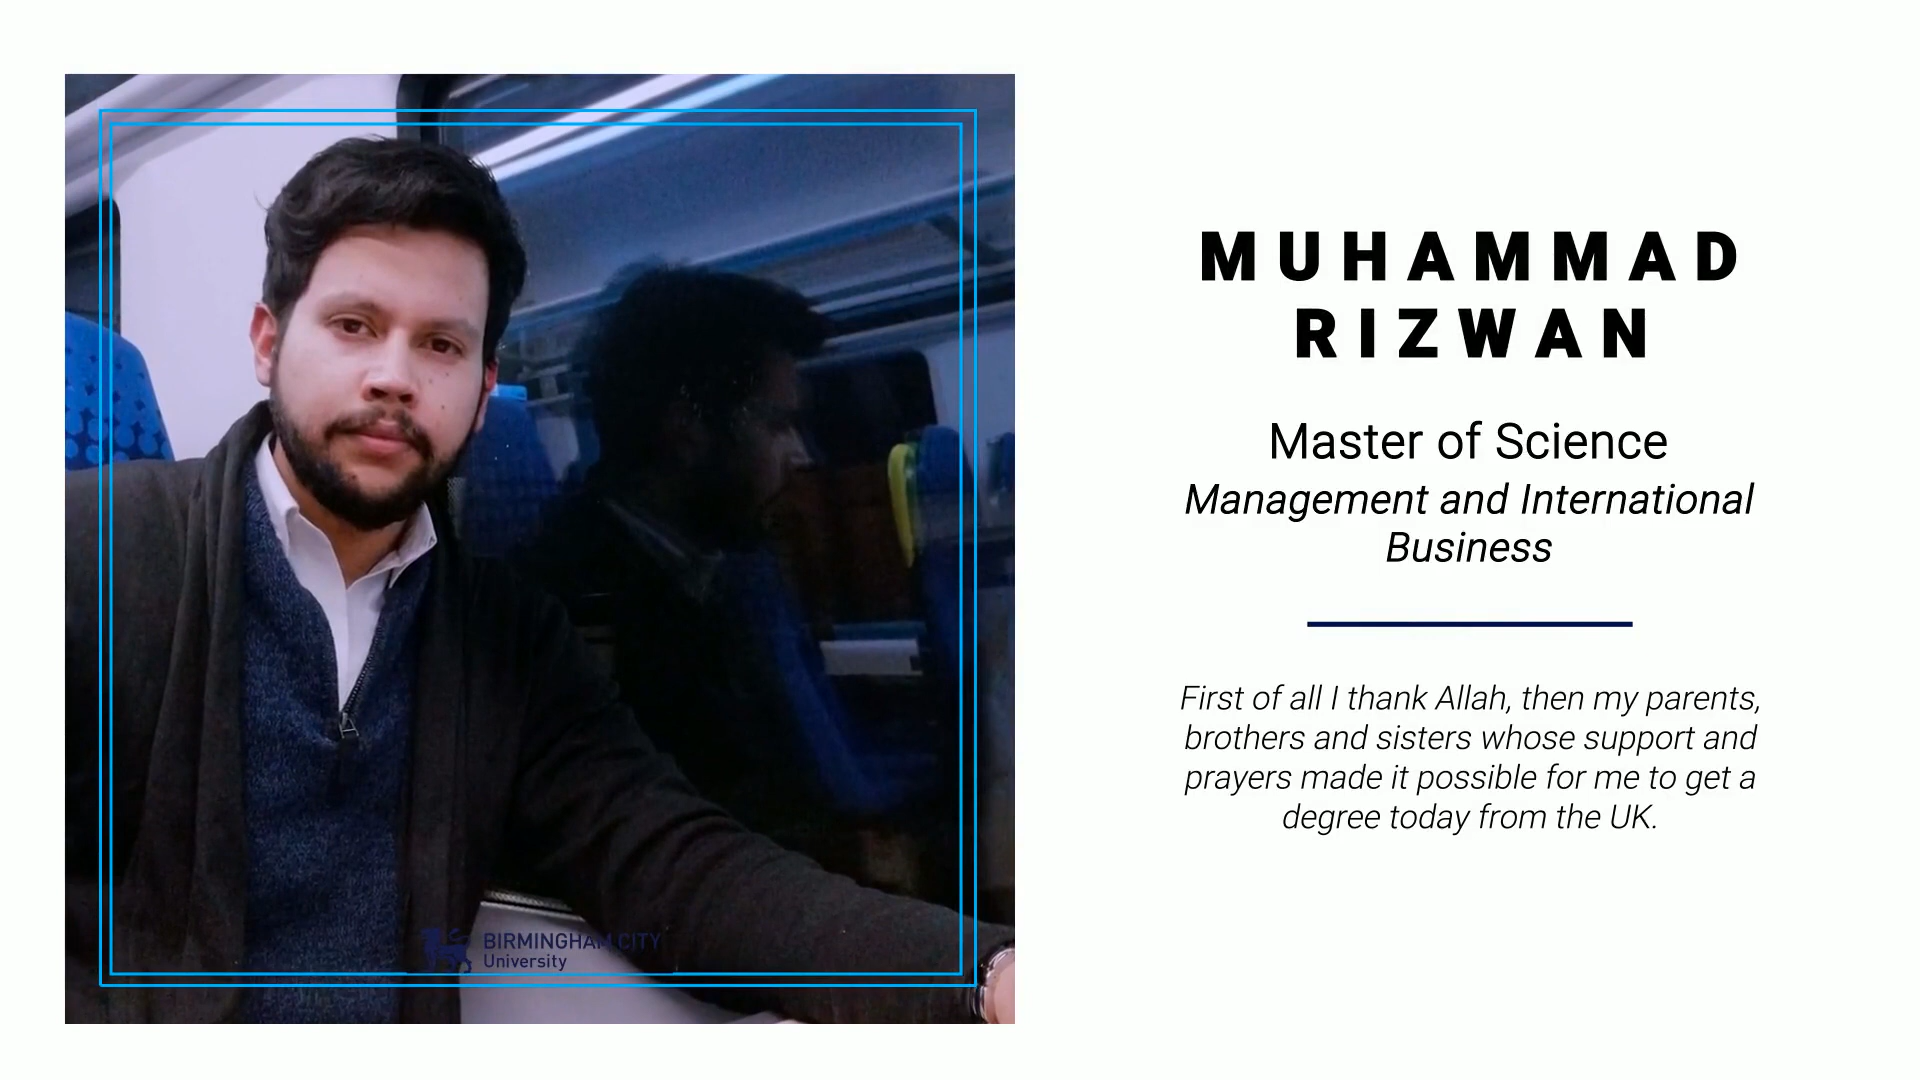 MUHAMMAD
RIZWAN
Master of Science
Management and International
Business
First of all I thank Allah, then my parents,
brothers and sisters whose support and
prayers made it possible for me to get a
degree today from the UK.
BIRMINGHAM CITY
University